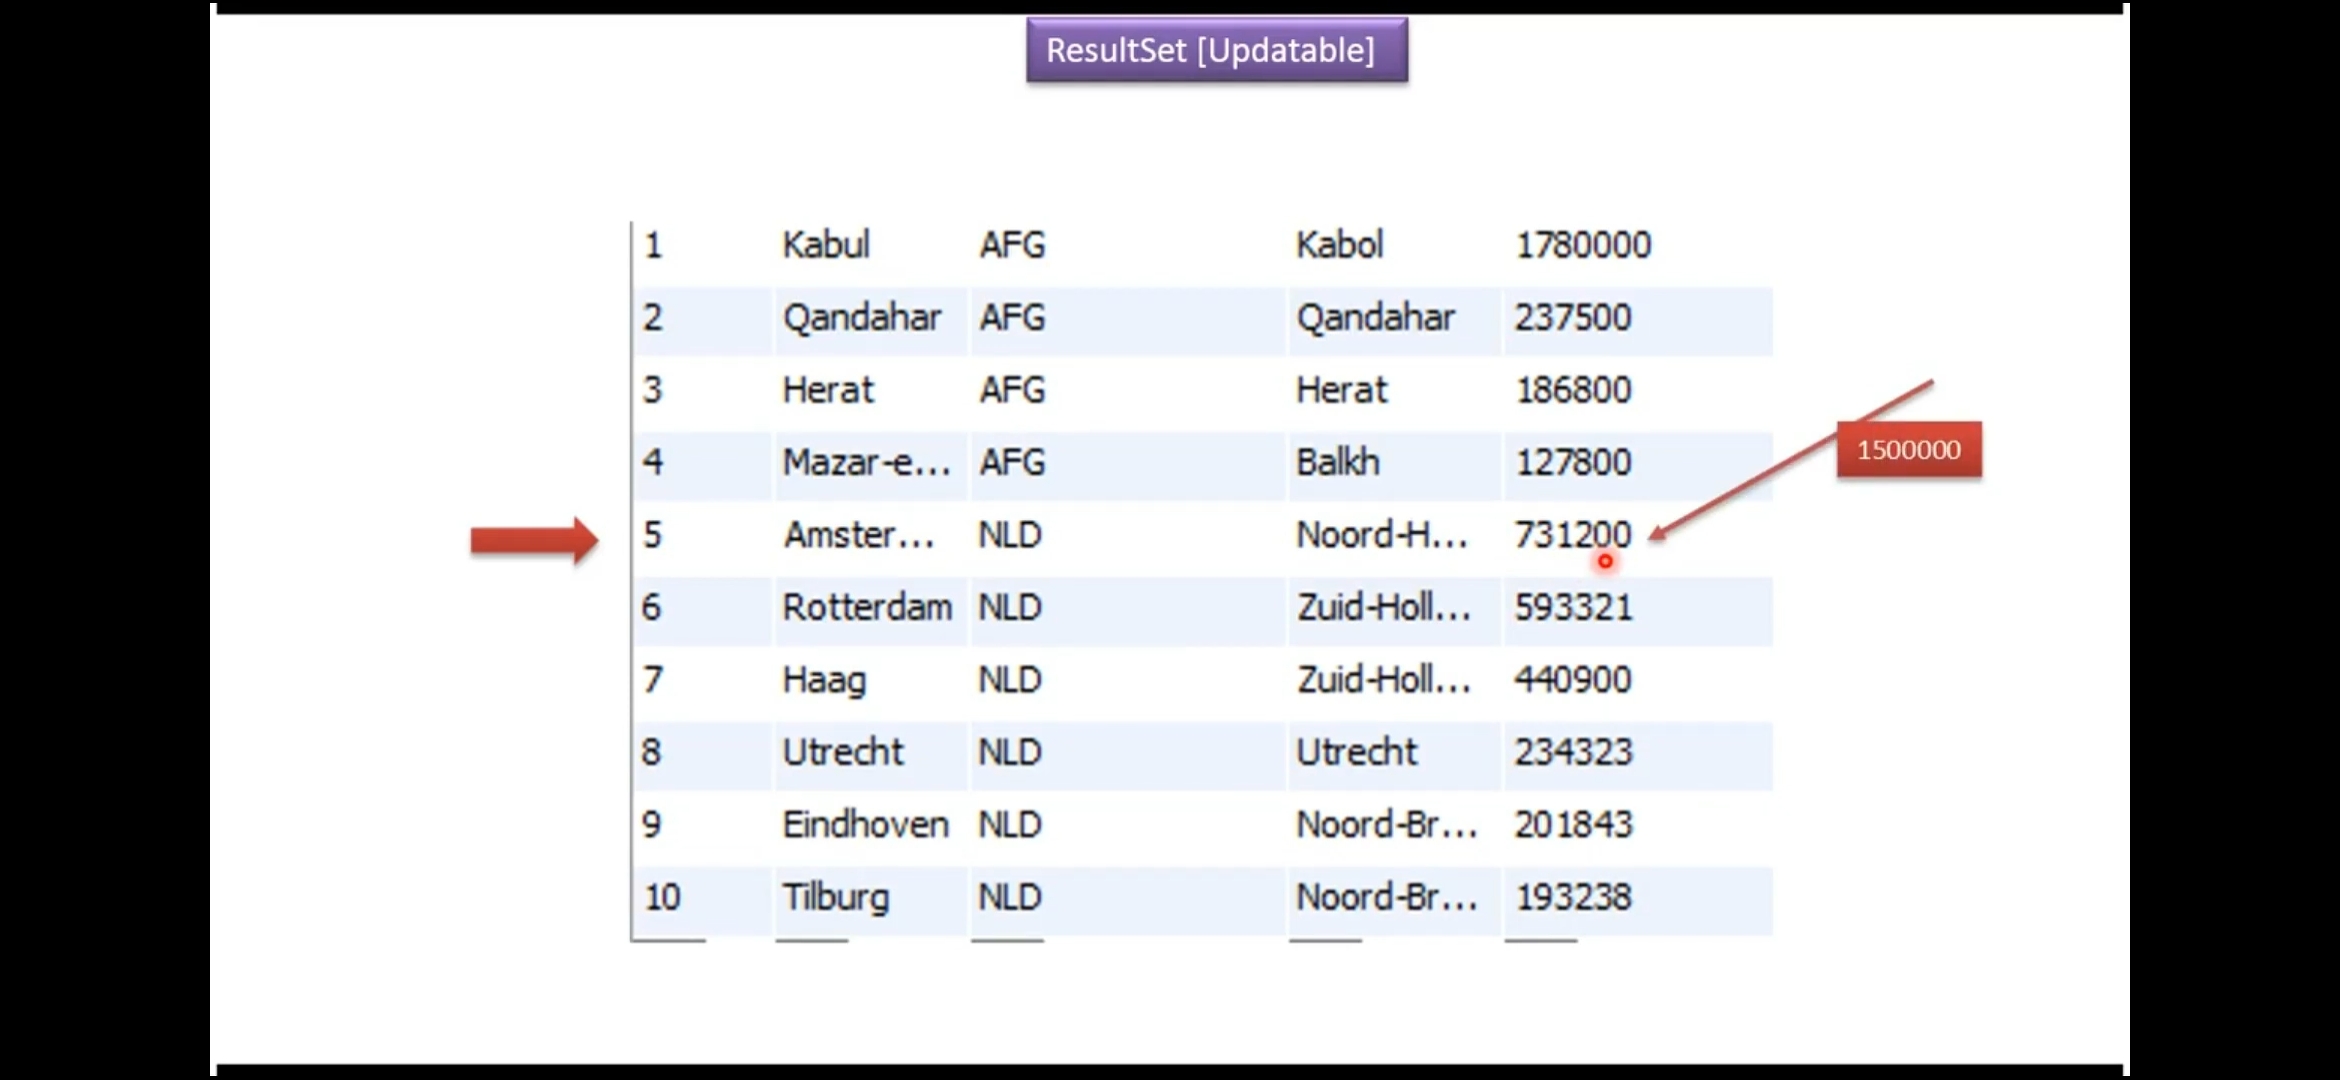 ResultSet [Updatable]
1 Kabul AFG Kabol 1780000
2 Qandahar AFG Qandahar 237500
3 Herat AFG Herat 186800
4 Mazar-e... AFG Balkh 127800
1500000
5 Amster... NLD Noord-H... 731200
6 Rotterdam NLD Zuid-Holl... 593321
7 Haag NLD Zuid-Holl... 440900
8 Utrecht NLD Utrecht 234323
9 Eindhoven NLD Noord-Br... 201843
10 Tilburg NLD Noord-Br... 193238